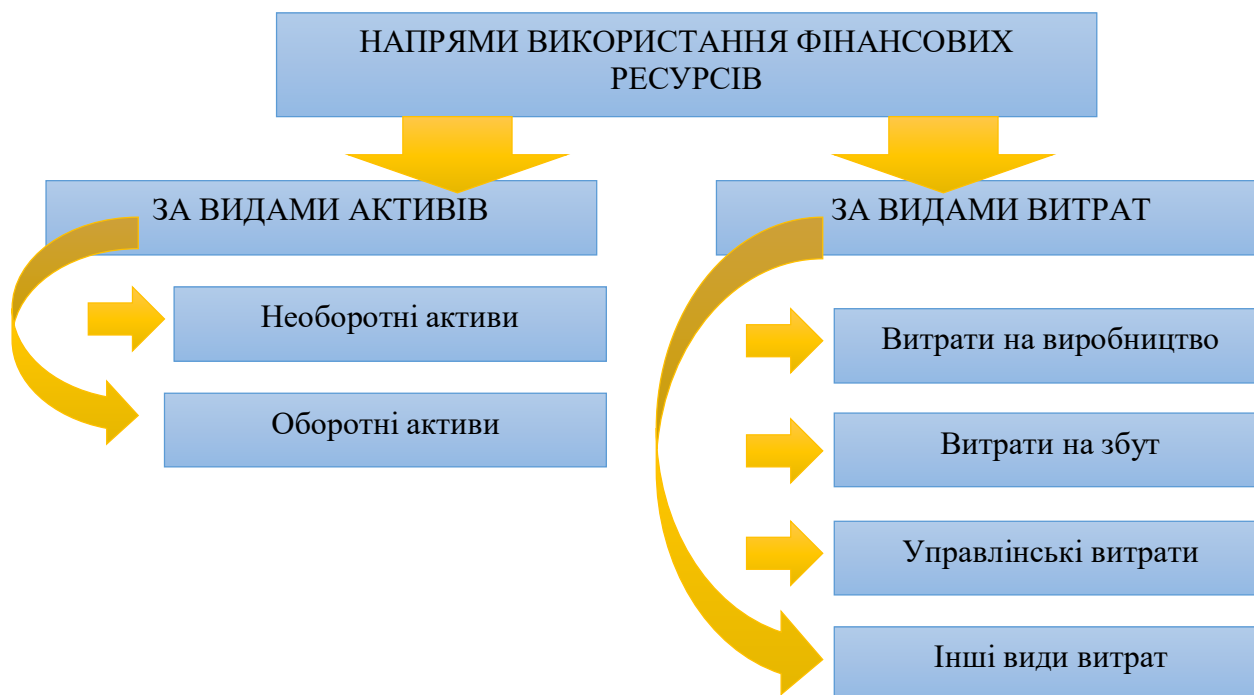 НАПРЯМИ ВИКОРИСТАННЯ ФІНАНСОВИХ
РЕСУРСІВ
ЗА ВИДАМИ АКТИВІВ
Необоротні активи
Оборотні активи
ЗА ВИДАМИ ВИТРАТ
Витрати на виробництво
Витрати на збут
Управлінські витрати
Інші види витрат